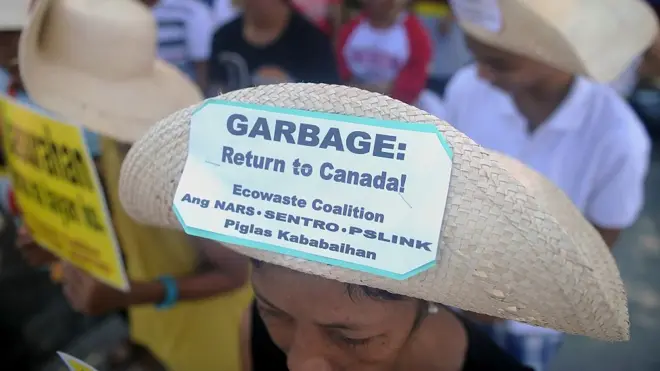 GARBAGE:
Return to Canada!
Ecowaste Coalition
Ang NARS•SENTRO•PSLINK
Piglas Kababaihan